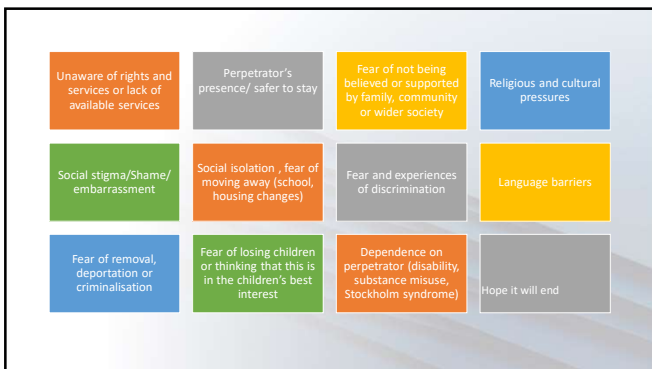 Unaware of rights and
services or lack of
available services
Perpetrator's
presence/ safer to stay
Fear of not being
believed or supported
by family, community
or wider society
Religious and cultural
pressures
Social stigma/Shame/
embarrassment
Social isolation , fear of
moving away (school,
housing changes)
Fear and experiences
of discrimination
Language barriers
Fear of removal,
deportation or
criminalisation
Fear of losing children
or thinking that this is
in the children's best
interest
Dependence on
perpetrator (disability,
substance misuse,
Stockholm syndrome)
Hope it will end